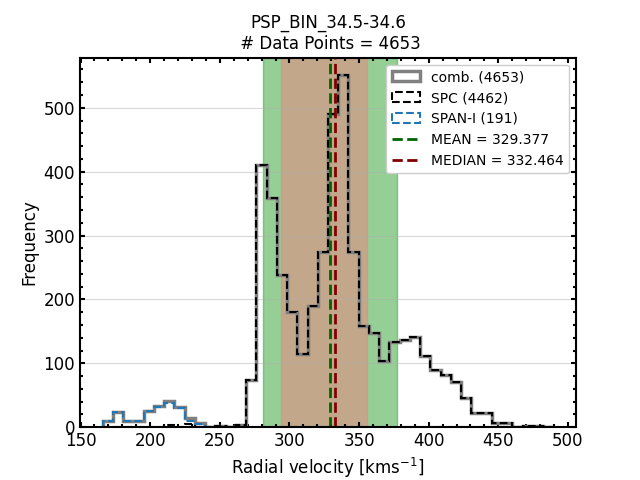 PSP_BIN_34.5-34.6
# Data Points = 4653
comb. (4653)
SPC (4462)
SPAN-I (191)
MEAN = 329.377
MEDIAN = 332.464
Frequency
500
400
300
200
100
0
150 200 250 300 350 400 450 500
Radial velocity [kms⁻¹]